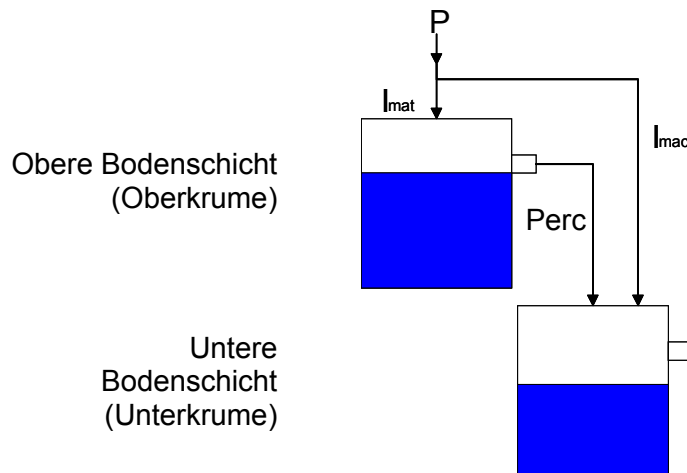 P
Imat
Imac
Obere Bodenschicht
(Oberkrume)
Perc
Untere
Bodenschicht
(Unterkrume)